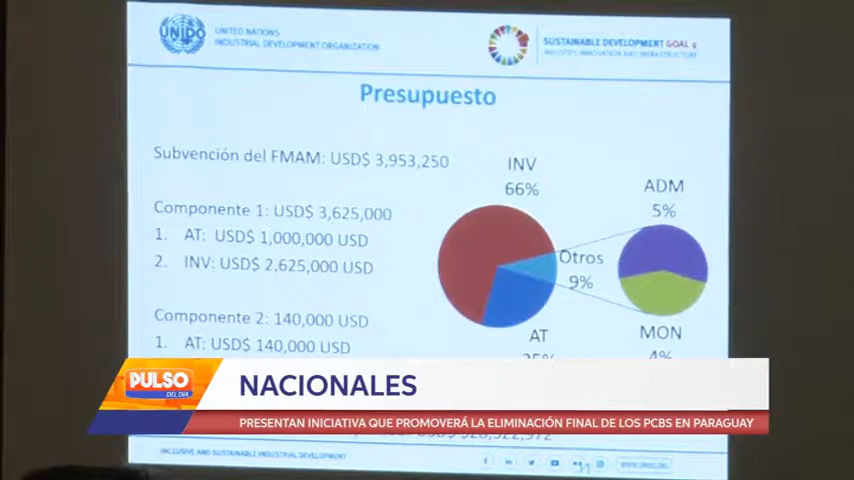 UNIDO
UNITED NATIONS
INDUSTRIAL DEVELOPMENT ORGANIZATION
SUSTAINABLE DEVELOPMENT GOAL 9
INDUSTRY, INNOVATION AND INFRASTRUCTURE
Presupuesto
Subvención del FMAM: USD$ 3,953,250
Componente 1: USD$ 3,625,000
1. AT: USD$ 1,000,000 USD
2. INV: USD$ 2,625,000 USD
Componente 2: 140,000 USD
1. AT: USD$ 140,000 USD
INV
66%
ADM
5%
Otros
9%
AT
25%
MON
4%
PULSO
DEL DIA
NACIONALES
PRESENTAN INICIATIVA QUE PROMOVERÁ LA ELIMINACIÓN FINAL DE LOS PCBS EN PARAGUAY
INCLUSIVE AND SUSTAINABLE INDUSTRIAL DEVELOPMENT
WWW.UNIDO.ORG